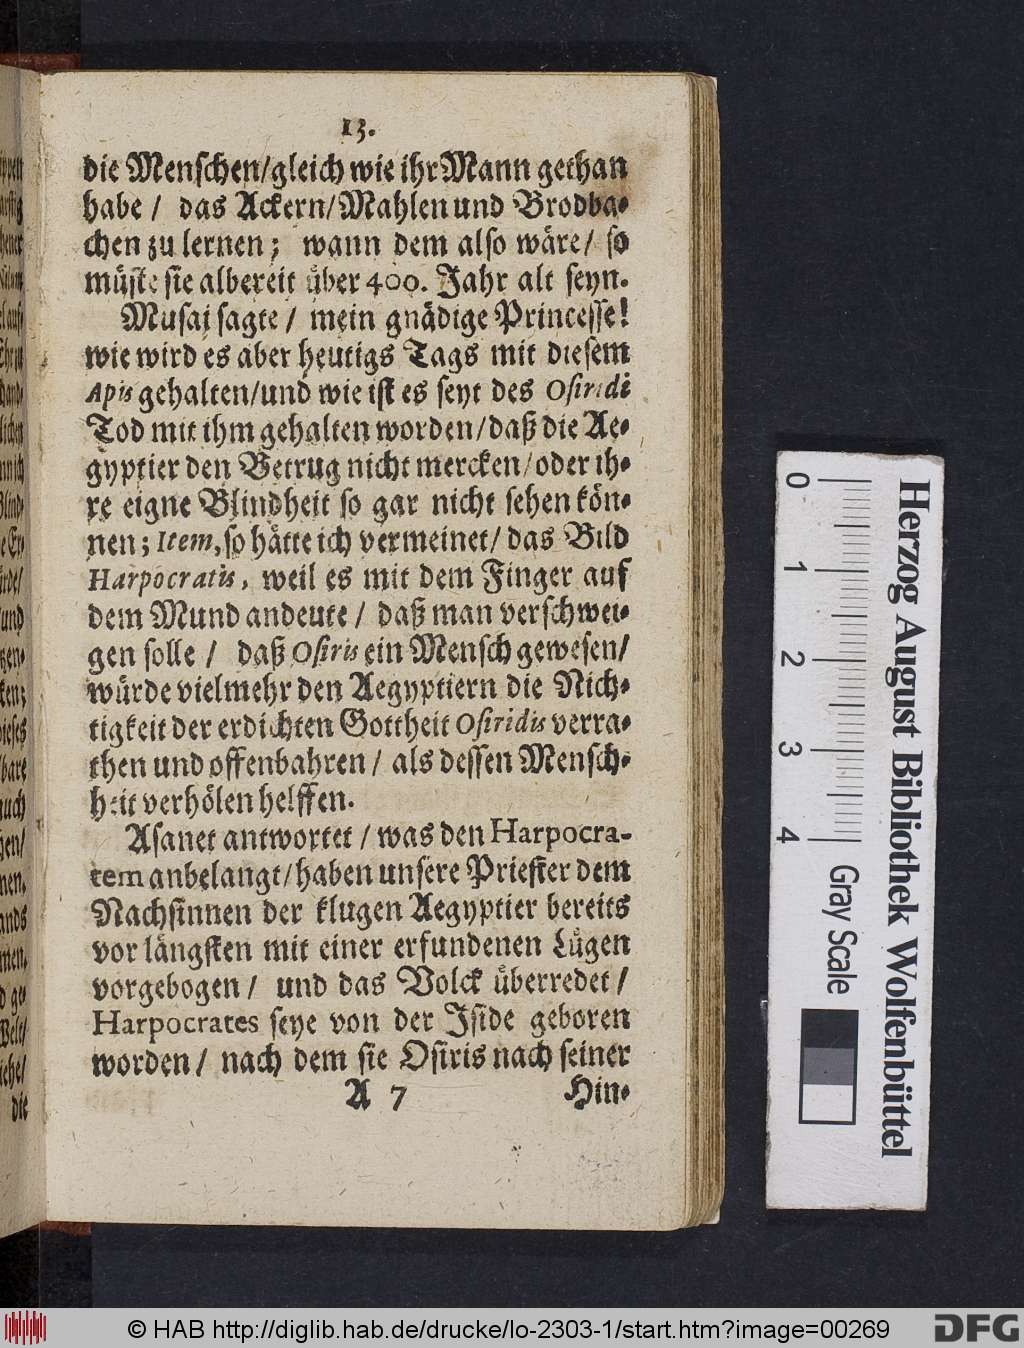 13.
die Menschen/gleich wie ihr Mann gethan
habe / das Ackern/Mahlen und Brodba-
chen zu lernen; wann dem also wäre/ so
müste sie albereit über 400. Jahr alt seyn.
Musai sagte / mein gnädige Princesse!
wie wird es aber heutigs Tags mit diesem
Apis gehalten/und wie ist es seyt des Osiridi
Tod mit ihm gehalten worden/daß die Ae-
gyptier den Betrug nicht mercken/oder ih-
re eigne Blindheit so gar nicht sehen kön-
nen; Item, so hätte ich vermeinet/ das Bild
Harpocratis, weil es mit dem Finger auf
dem Mund andeute / daß man verschwei-
gen solle / daß Osiris ein Mensch gewesen/
würde vielmehr den Aegyptiern die Nich-
tigkeit der erdichten Gottheit Osiridis verra-
then und offenbahren / als dessen Mensch-
heit verhölen helffen.
Asanet antwortet / was den Harpocra-
tem anbelangt/haben unsere Priester dem
Nachsinnen der klugen Aegyptier bereits
vor längsten mit einer erfundenen Lügen
vorgebogen / und das Volck überredet /
Harpocrates seye von der Iside geboren
worden / nach dem sie Osiris nach seiner
A 7 Hin-
0 1 2 3 4
Gray Scale
Herzog August Bibliothek Wolfenbüttel
© HAB http://diglib.hab.de/drucke/lo-2303-1/start.htm?image=00269
DFG